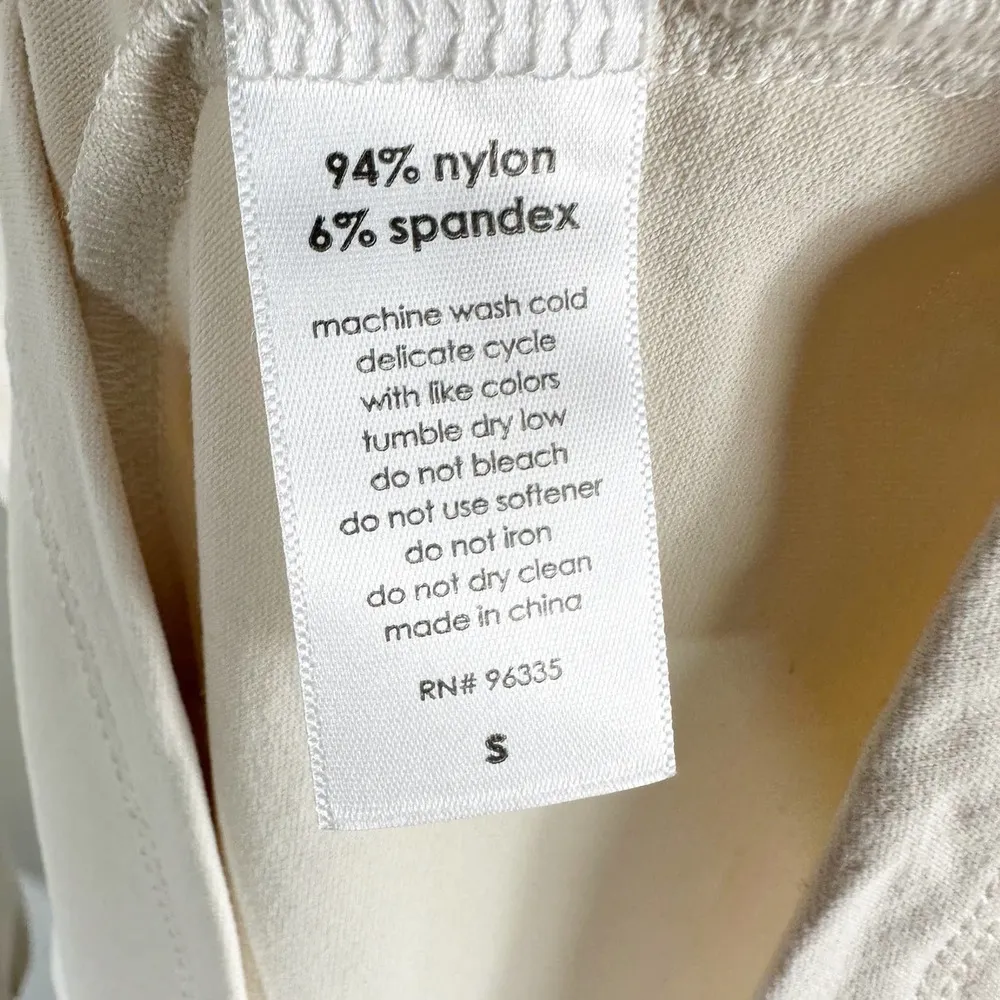 94% nylon
6% spandex
machine wash cold
delicate cycle
with like colors
tumble dry low
do not bleach
do not use softener
do not iron
do not dry clean
made in china
RN# 96335
S